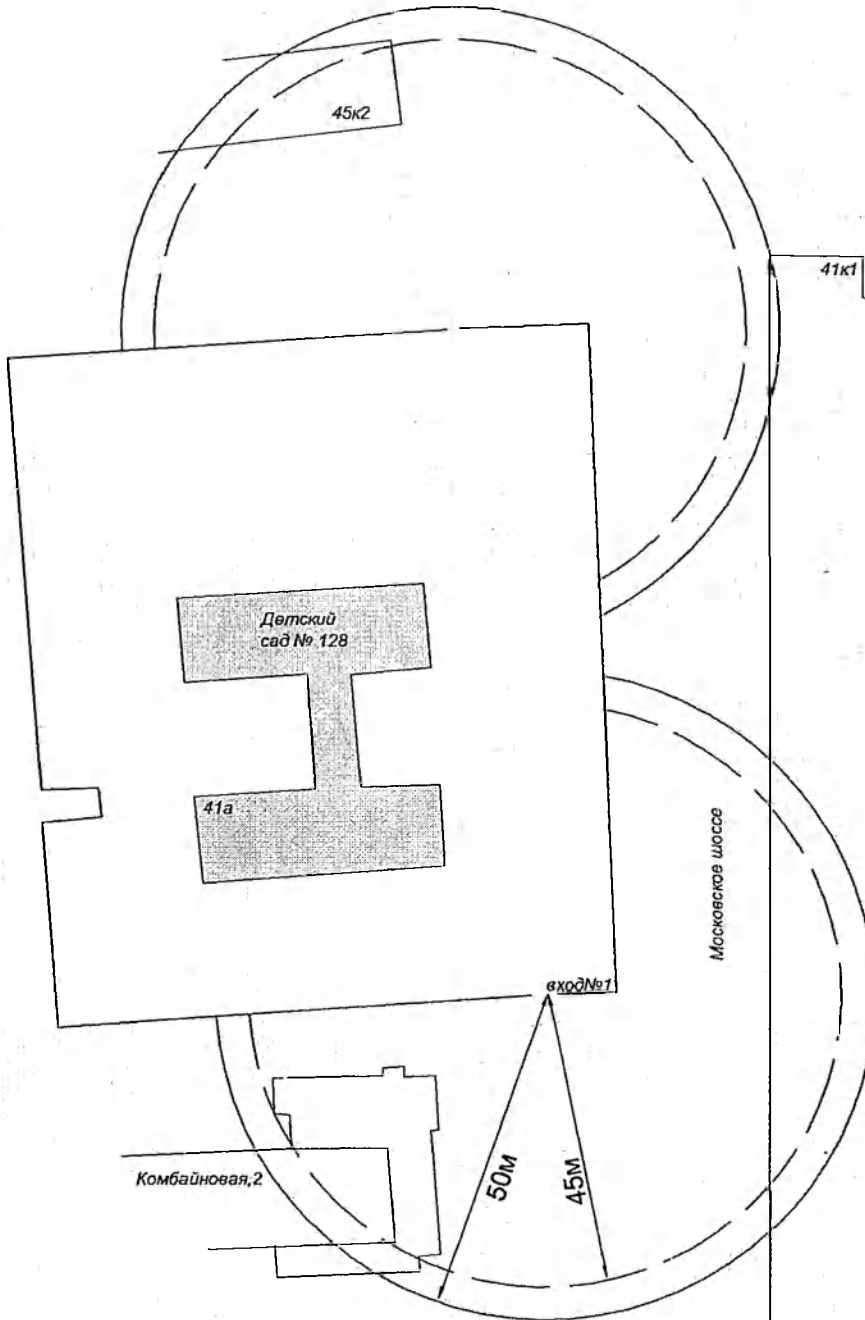 45к2
41к1
Детский
сад № 128
41а
Московское шоссе
вход№1
50м
45м
Комбайновая,2